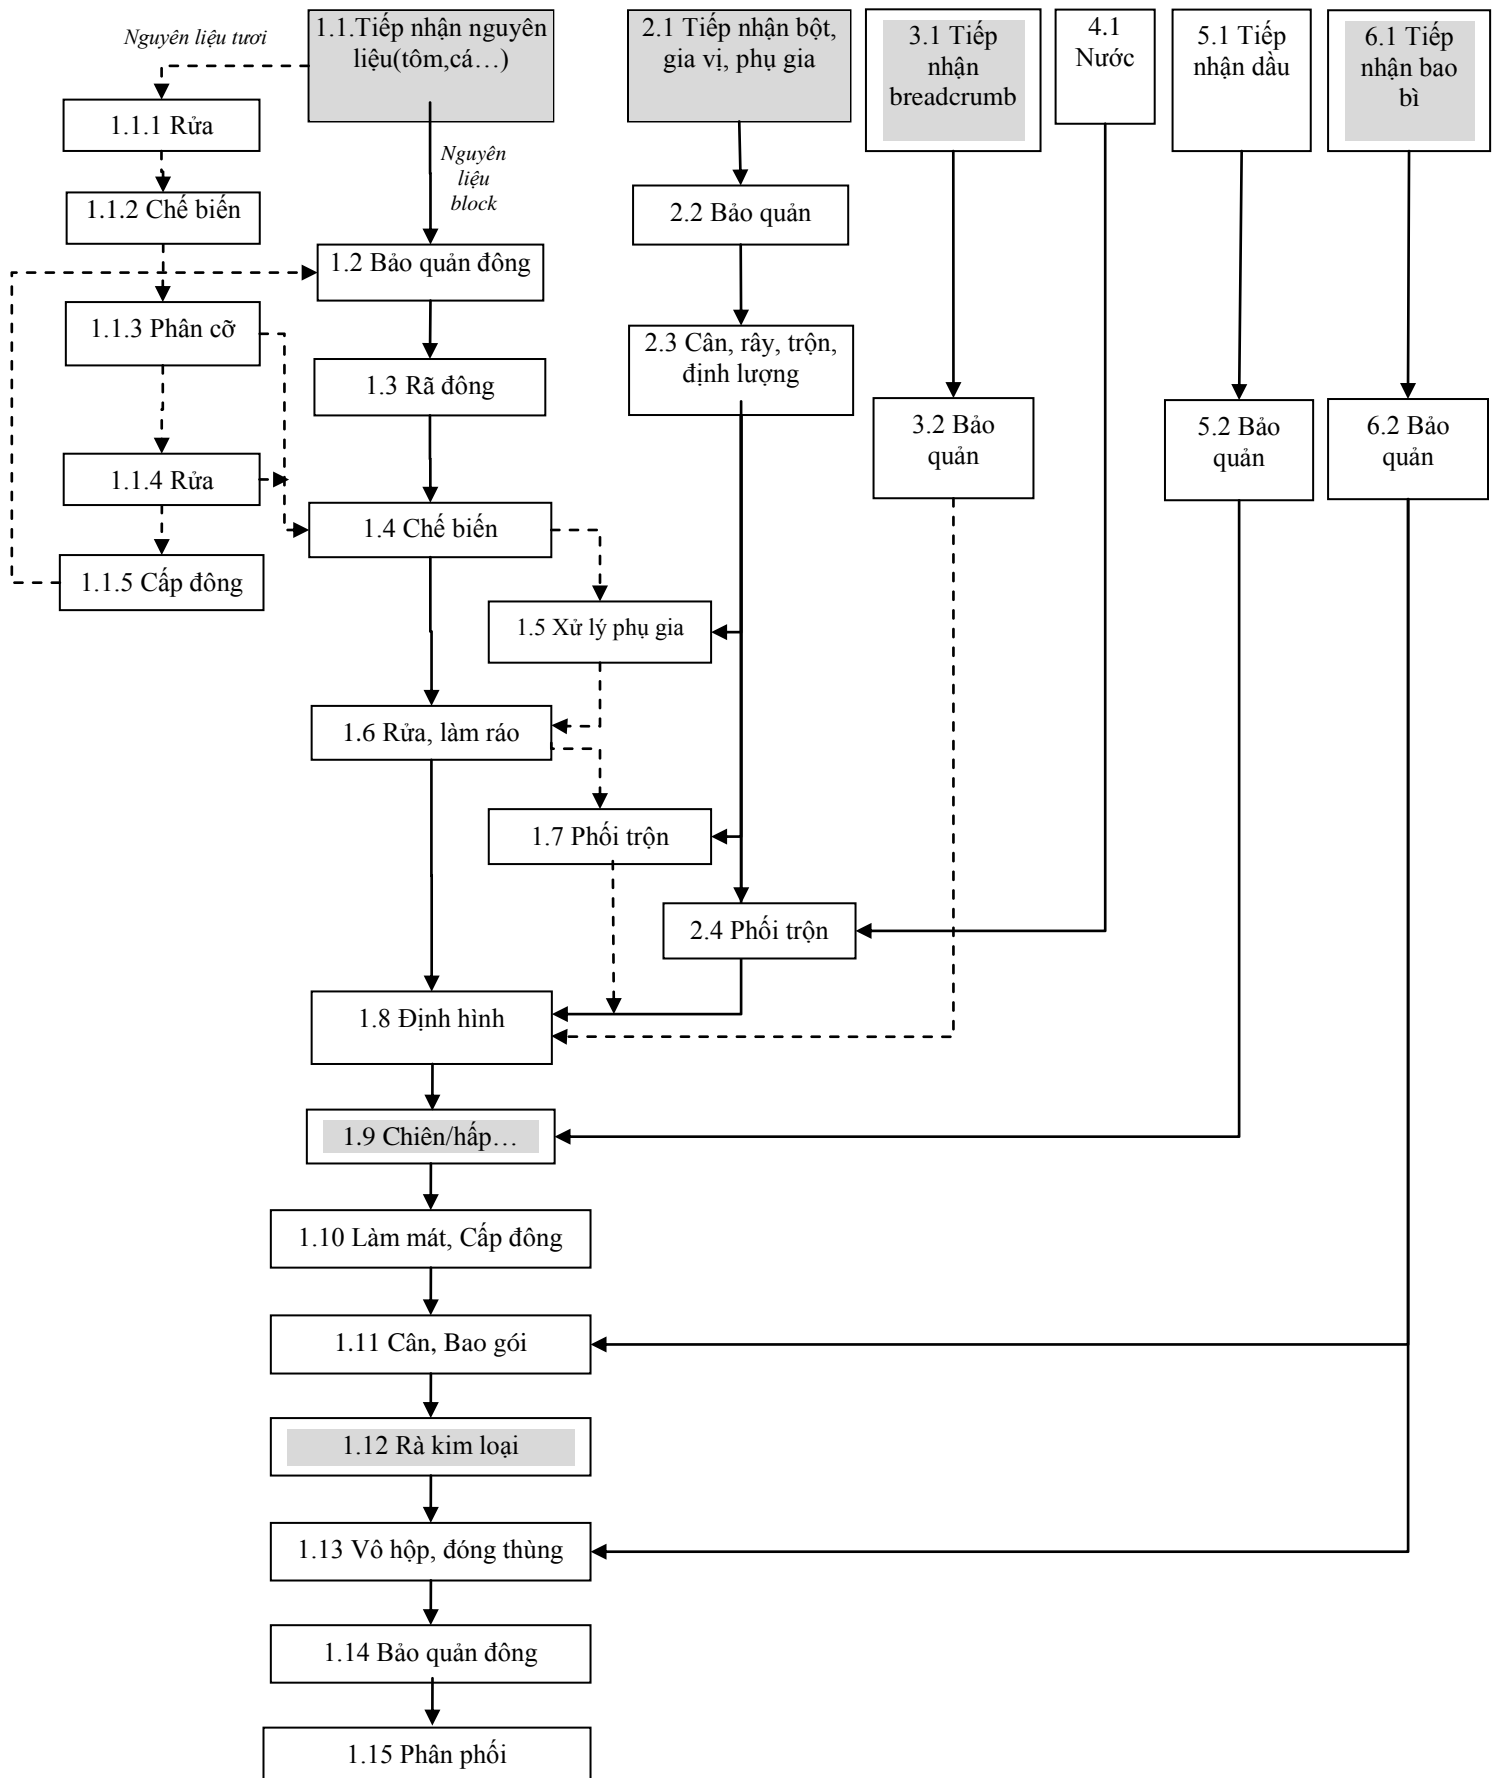 Nguyên liệu tươi
1.1.Tiếp nhận nguyên
liệu(tôm,cá…)
2.1 Tiếp nhận bột,
gia vị, phụ gia
3.1 Tiếp
nhận
breadcrumb
4.1
Nước
5.1 Tiếp
nhận dầu
6.1 Tiếp
nhận bao
bì
1.1.1 Rửa
Nguyên
liệu
block
1.1.2 Chế biến
2.2 Bảo quản
1.2 Bảo quản đông
1.1.3 Phân cỡ
2.3 Cân, rây, trộn,
định lượng
1.3 Rã đông
3.2 Bảo
quản
5.2 Bảo
quản
6.2 Bảo
quản
1.1.4 Rửa
1.4 Chế biến
1.1.5 Cấp đông
1.5 Xử lý phụ gia
1.6 Rửa, làm ráo
1.7 Phối trộn
2.4 Phối trộn
1.8 Định hình
1.9 Chiên/hấp…
1.10 Làm mát, Cấp đông
1.11 Cân, Bao gói
1.12 Rà kim loại
1.13 Vô hộp, đóng thùng
1.14 Bảo quản đông
1.15 Phân phối